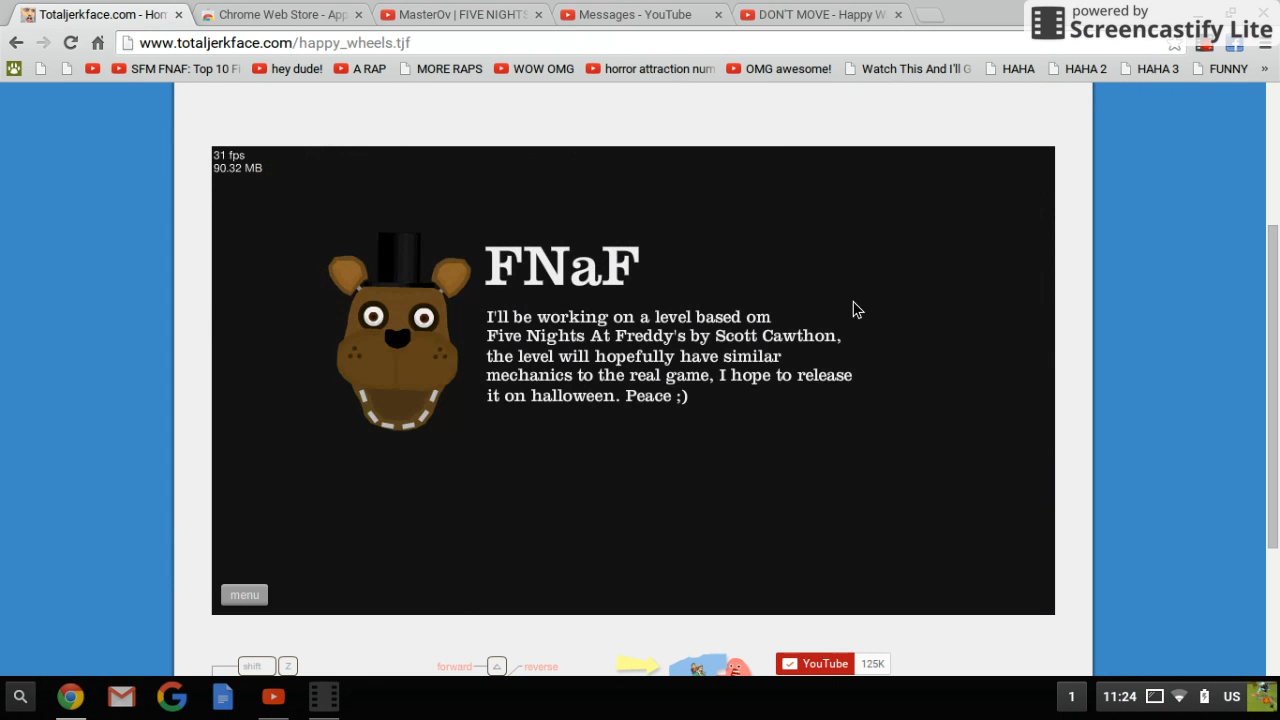 Totaljerkface.com - Hom
Chrome Web Store - App
MasterOv | FIVE NIGHTS
Messages - YouTube
DON'T MOVE - Happy W
powered by
Screencastify Lite
www.totaljerkface.com/happy_wheels.tjf
SFM FNAF: Top 10 Fi
hey dude!
A RAP
MORE RAPS
WOW OMG
horror attraction num
OMG awesome!
Watch This And I'll G
HAHA
HAHA 2
HAHA 3
FUNNY
»
31 fps
90.32 MB
FNaF
I'll be working on a level based om
Five Nights At Freddy's by Scott Cawthon,
the level will hopefully have similar
mechanics to the real game, I hope to release
it on halloween. Peace ;)
menu
shift
Z
forward
reverse
YouTube
125K
1
11:24
US